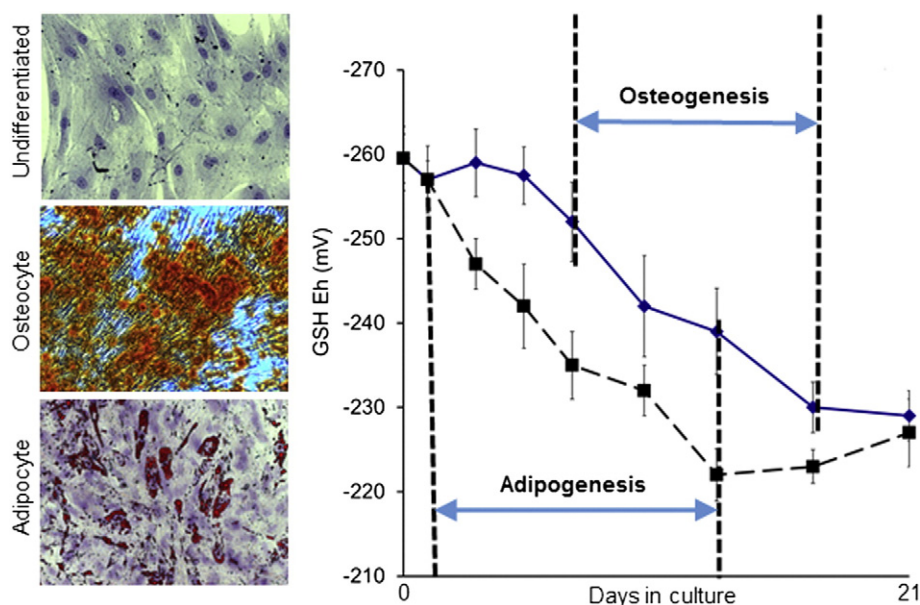 Undifferentiated
Osteocyte
Adipocyte
GSH Eh (mV)
-270
-260
-250
-240
-230
-220
-210
Osteogenesis
Adipogenesis
0
Days in culture
21